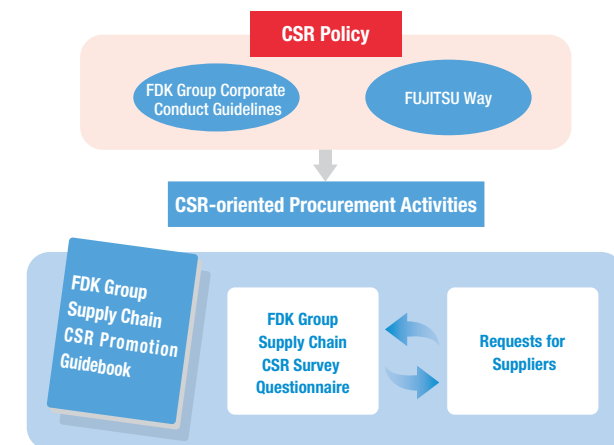 CSR Policy
FDK Group Corporate
Conduct Guidelines
FUJITSU Way
CSR-oriented Procurement Activities
FDK Group
Supply Chain
CSR Promotion
Guidebook
FDK Group
Supply Chain
CSR Survey
Questionnaire
Requests for
Suppliers